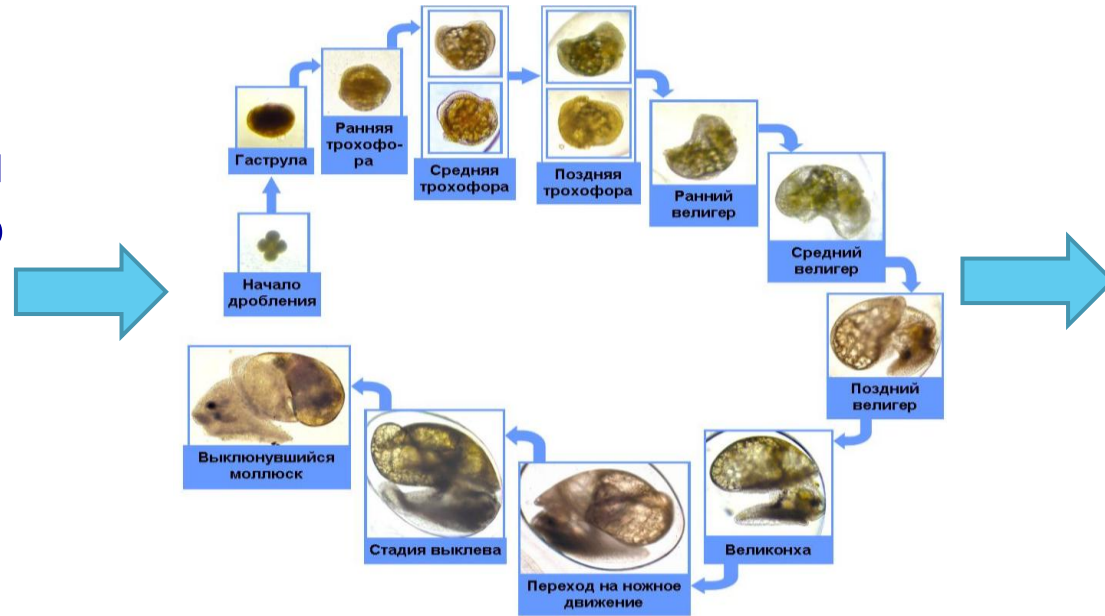 Начало
дробления
Гаструла
Ранняя
трохофо-
ра
Средняя
трохофора
Поздняя
трохофора
Ранний
велигер
Средний
велигер
Поздний
велигер
Великонха
Переход на ножное
движение
Стадия выклева
Выклюнувшийся
моллюск